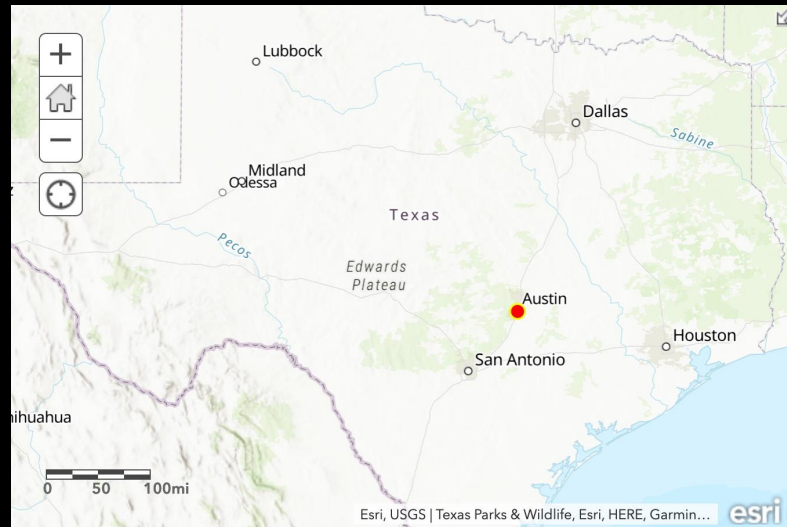 +
Lubbock
−
Dallas
Sabine
Midland
Odessa
Texas
Pecos
Edwards
Plateau
Austin
Houston
San Antonio
hihuahua
0 50 100mi
Esri, USGS | Texas Parks & Wildlife, Esri, HERE, Garmin...
esri